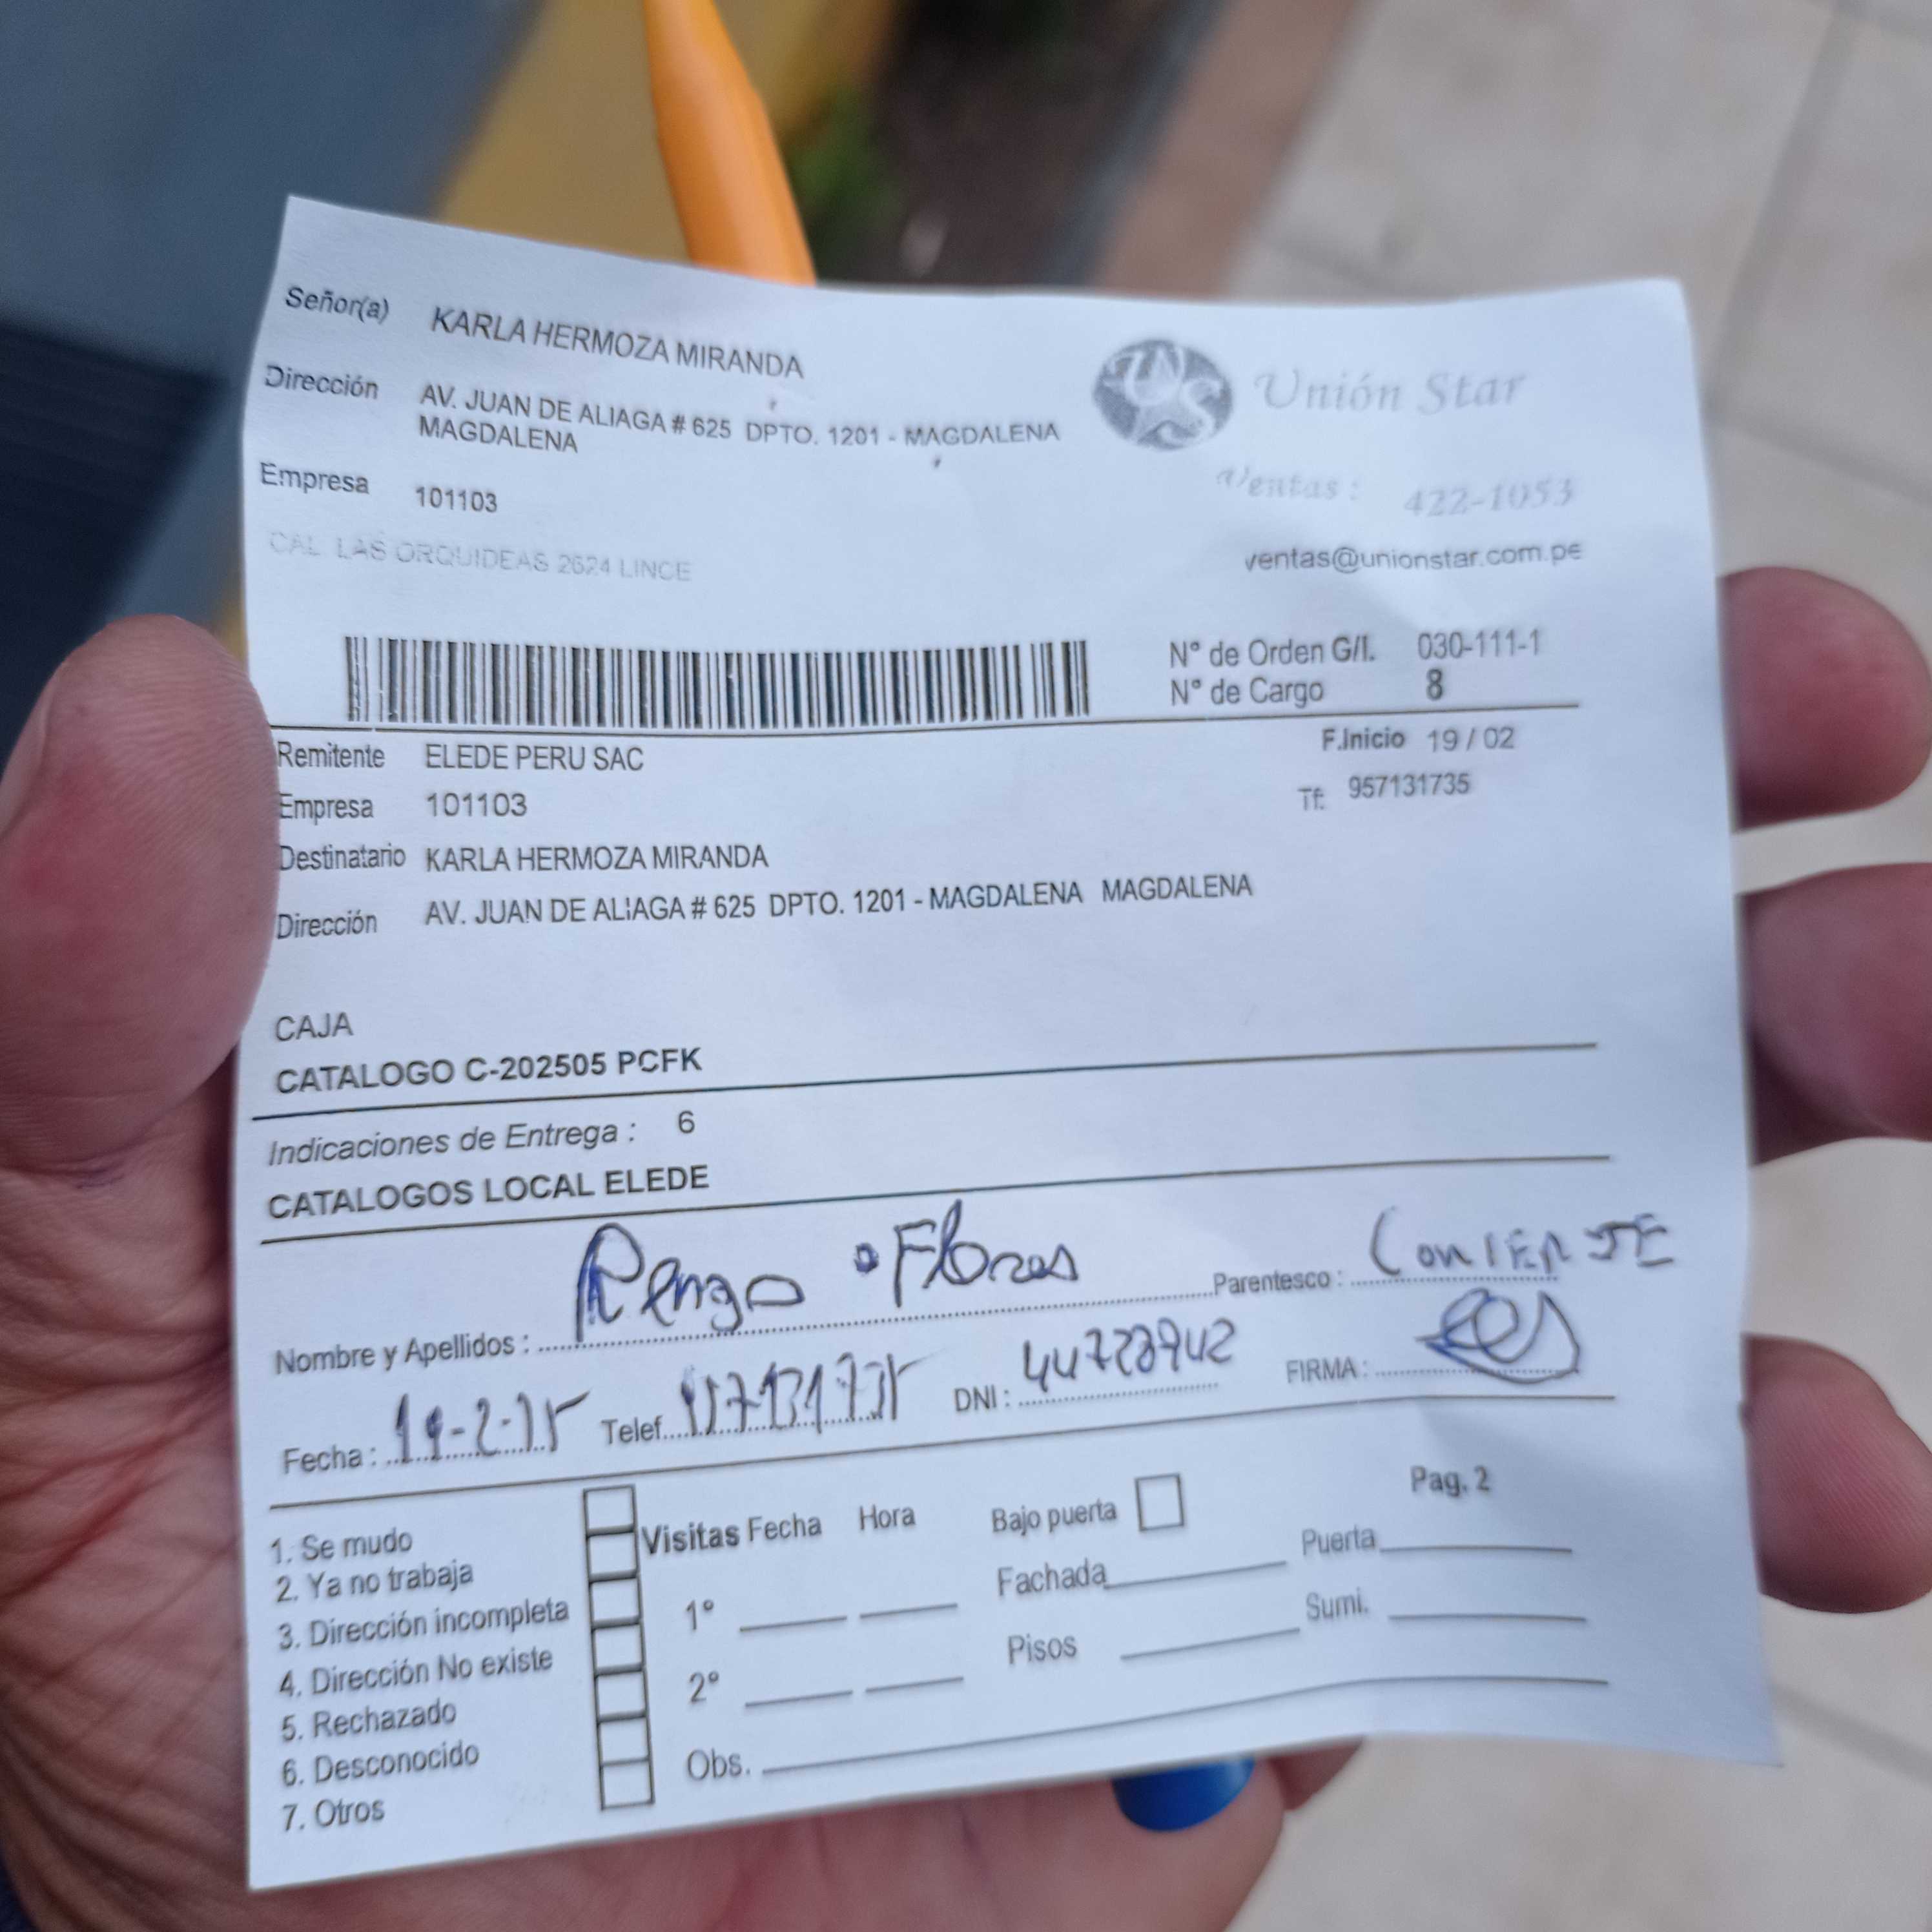 Señor(a) KARLA HERMOZA MIRANDA
Dirección AV. JUAN DE ALIAGA # 625 DPTO. 1201 - MAGDALENA
MAGDALENA
Empresa 101103
CAL LAS ORQUIDEAS 2624 LINCE
UNS
Unión Star
Ventas : 422-1053
ventas@unionstar.com.pe
N° de Orden G/I. 030-111-1
N° de Cargo 8
Remitente ELEDE PERU SAC
F.Inicio 19 / 02
Empresa 101103
Tf: 957131735
Destinatario KARLA HERMOZA MIRANDA
Dirección AV. JUAN DE ALIAGA # 625 DPTO. 1201 - MAGDALENA MAGDALENA
CAJA
CATALOGO C-202505 PCFK
Indicaciones de Entrega : 6
CATALOGOS LOCAL ELEDE
Nombre y Apellidos : Renzo Flores Parentesco : ConSERJE
Fecha : Telef. 957131735 DNI : FIRMA :
1. Se mudo
2. Ya no trabaja
3. Dirección incompleta
4. Dirección No existe
5. Rechazado
6. Desconocido
7. Otros
Visitas Fecha Hora
1°
2°
Obs.
Bajo puerta
Fachada
Pisos
Pag. 2
Puerta
Sumi.